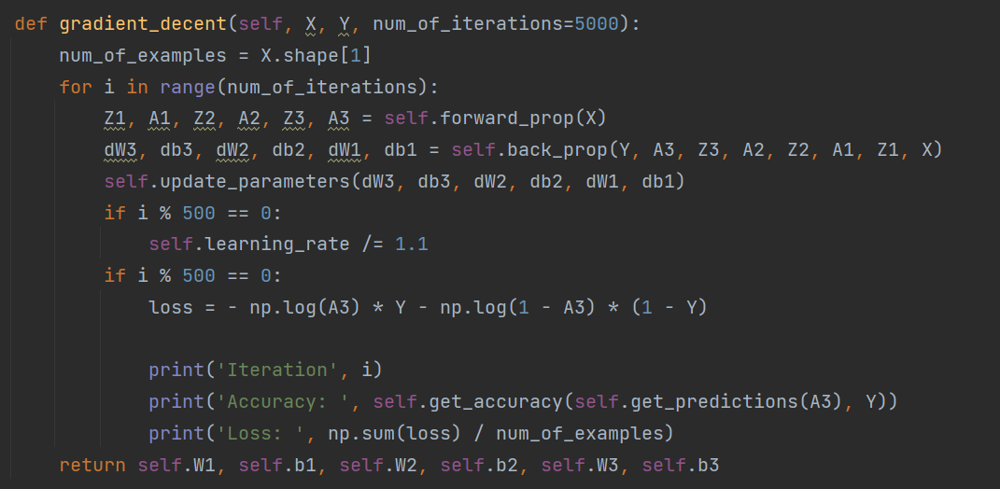 def gradient_decent(self, X, Y, num_of_iterations=5000):
    num_of_examples = X.shape[1]
    for i in range(num_of_iterations):
        Z1, A1, Z2, A2, Z3, A3 = self.forward_prop(X)
        dW3, db3, dW2, db2, dW1, db1 = self.back_prop(Y, A3, Z3, A2, Z2, A1, Z1, X)
        self.update_parameters(dW3, db3, dW2, db2, dW1, db1)
        if i % 500 == 0:
            self.learning_rate /= 1.1
        if i % 500 == 0:
            loss = - np.log(A3) * Y - np.log(1 - A3) * (1 - Y)
            print('Iteration', i)
            print('Accuracy: ', self.get_accuracy(self.get_predictions(A3), Y))
            print('Loss: ', np.sum(loss) / num_of_examples)
    return self.W1, self.b1, self.W2, self.b2, self.W3, self.b3